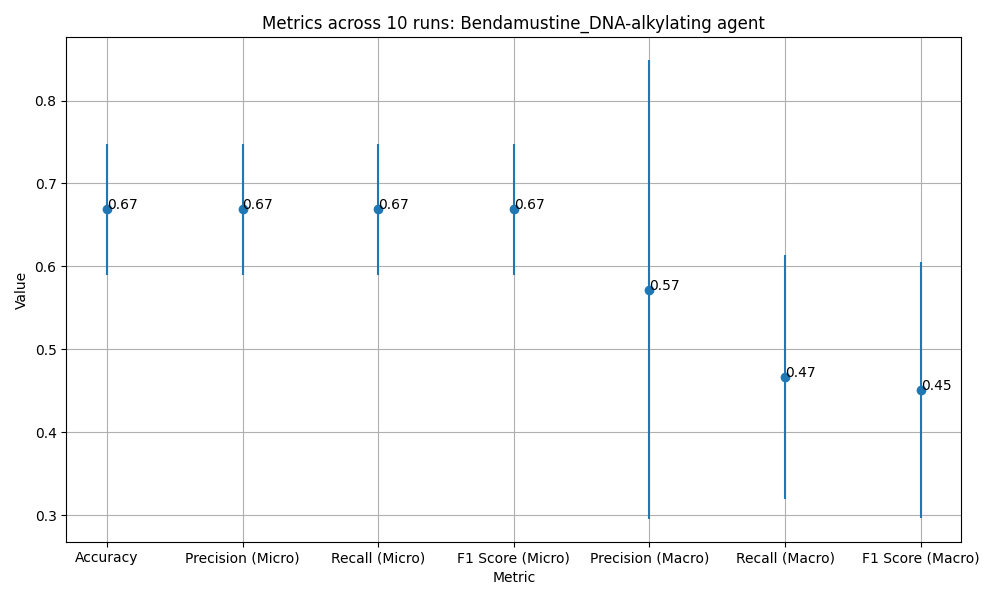 Metrics across 10 runs: Bendamustine_DNA-alkylating agent
Value
0.8
0.7
0.6
0.5
0.4
0.3
0.67
0.67
0.67
0.67
0.57
0.47
0.45
Accuracy
Precision (Micro)
Recall (Micro)
F1 Score (Micro)
Precision (Macro)
Recall (Macro)
F1 Score (Macro)
Metric